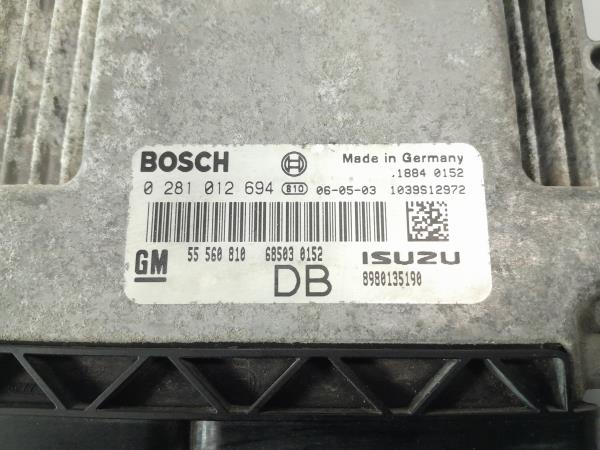 BOSCH Made in Germany
.1884 0152
0 281 012 694 810 06-05-03 1039S12972
GM 55 560 810 68503 0152 ISUZU
DB 8980135190